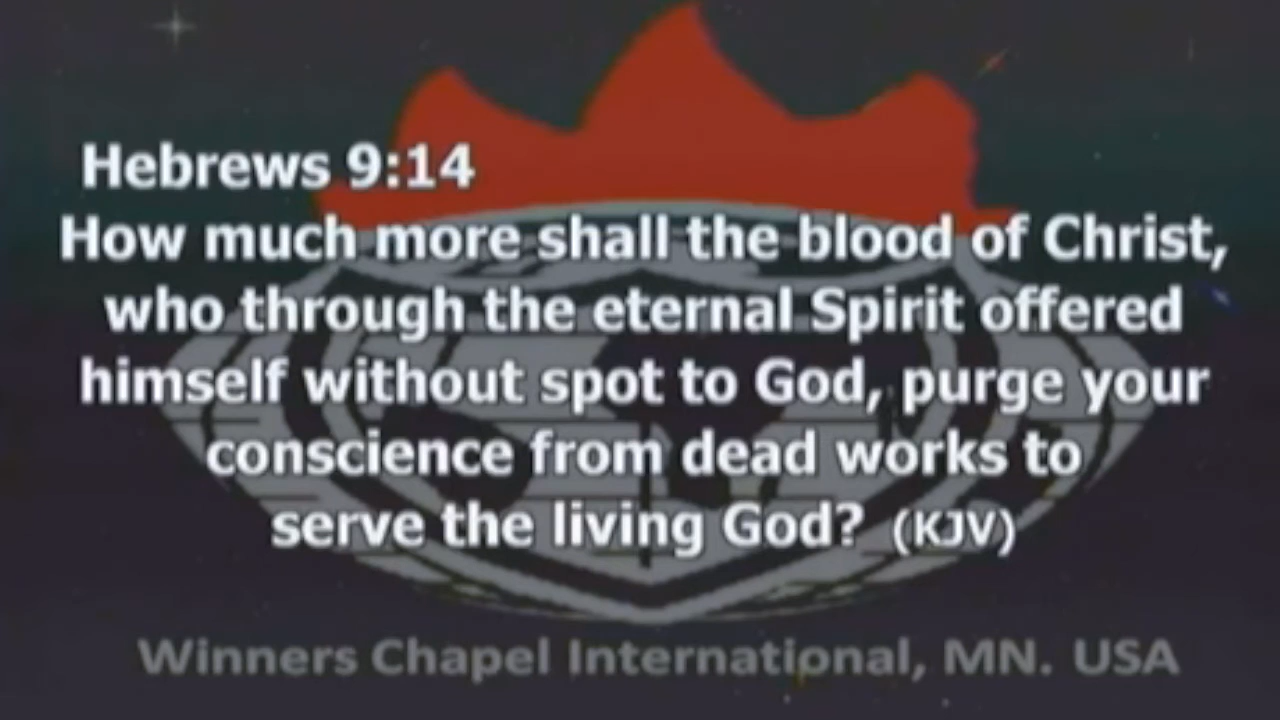 Hebrews 9:14
How much more shall the blood of Christ,
who through the eternal Spirit offered
himself without spot to God, purge your
conscience from dead works to
serve the living God? (KJV)
Winners Chapel International, MN. USA